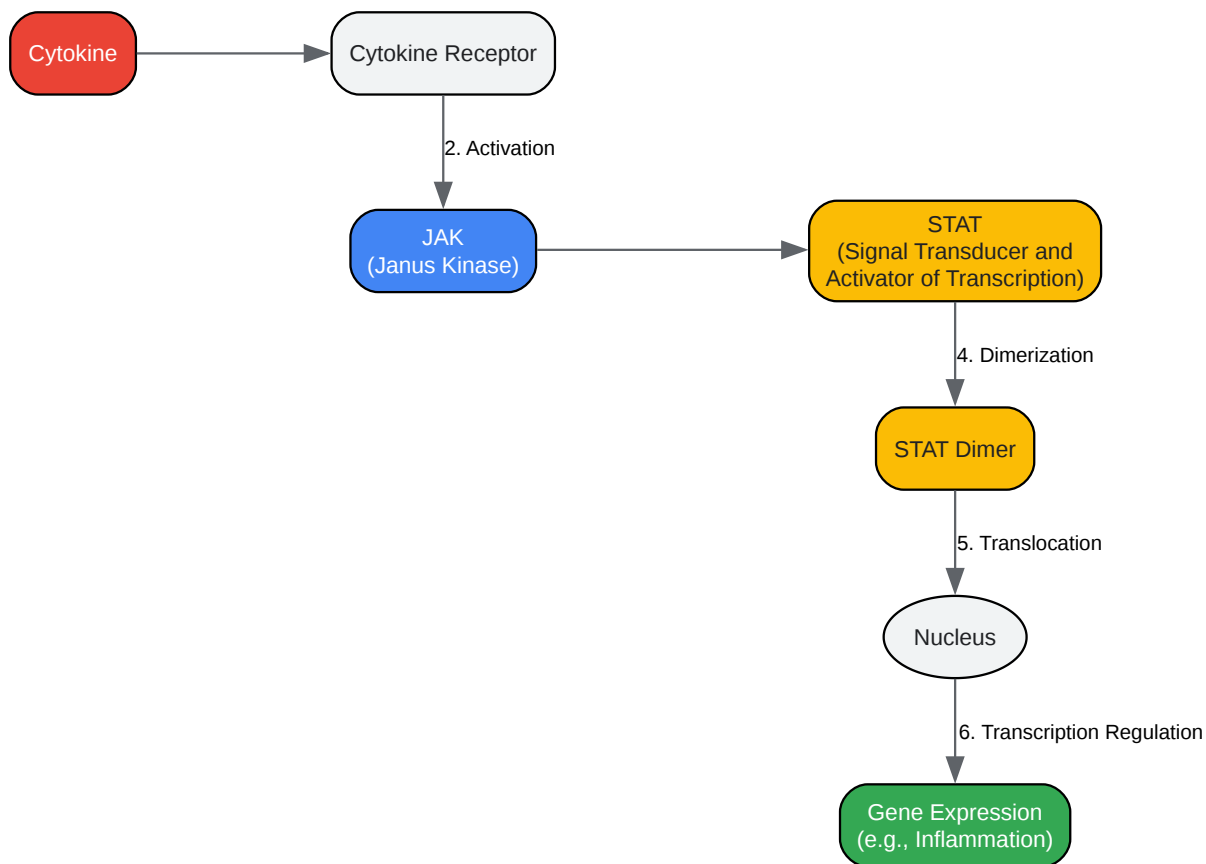 Cytokine
Cytokine Receptor
2. Activation
JAK
(Janus Kinase)
STAT
(Signal Transducer and
Activator of Transcription)
4. Dimerization
STAT Dimer
5. Translocation
Nucleus
6. Transcription Regulation
Gene Expression
(e.g., Inflammation)